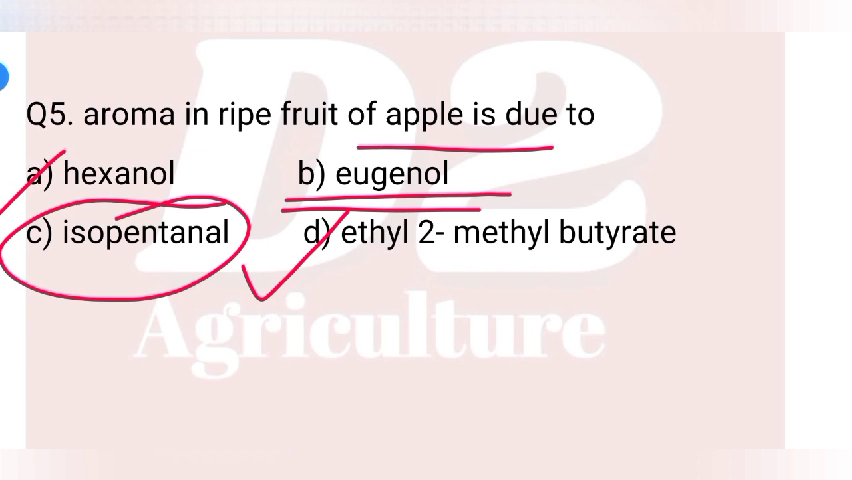 D2
Q5. aroma in ripe fruit of apple is due to
a) hexanol b) eugenol
c) isopentanal d) ethyl 2- methyl butyrate
Agriculture